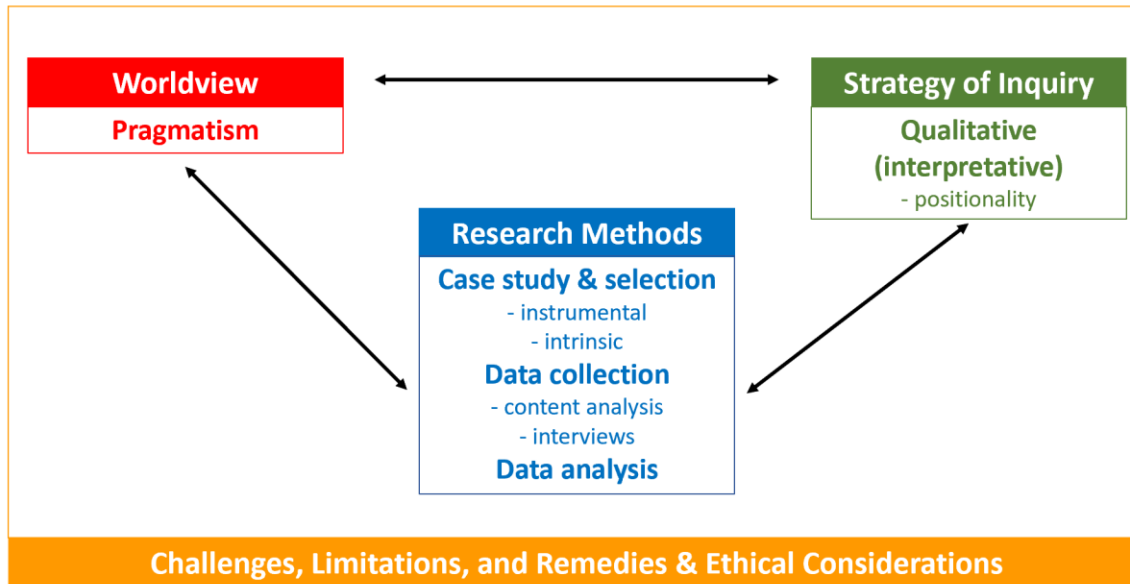 Worldview
Pragmatism
Strategy of Inquiry
Qualitative
(interpretative)
- positionality
Research Methods
Case study & selection
- instrumental
- intrinsic
Data collection
- content analysis
- interviews
Data analysis
Challenges, Limitations, and Remedies & Ethical Considerations